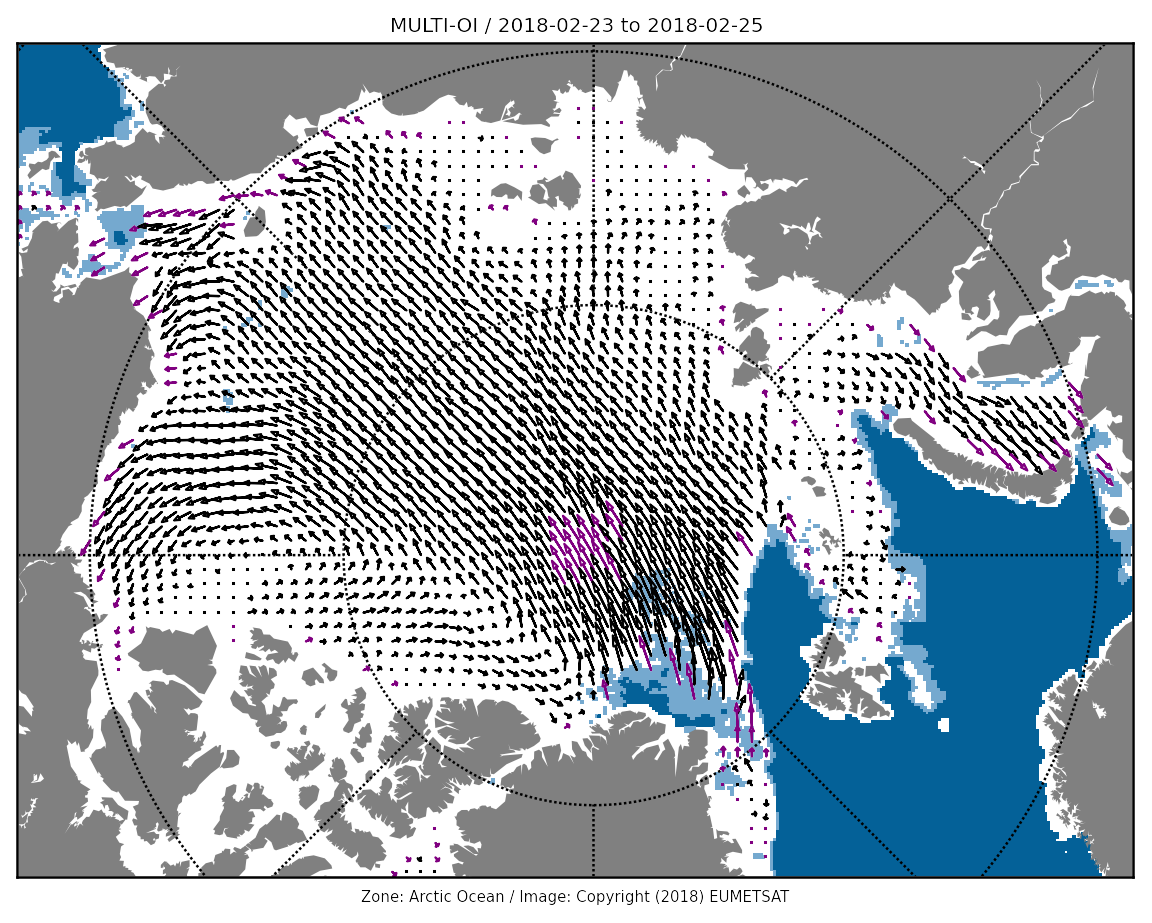 MULTI-OI / 2018-02-23 to 2018-02-25
Zone: Arctic Ocean / Image: Copyright (2018) EUMETSAT